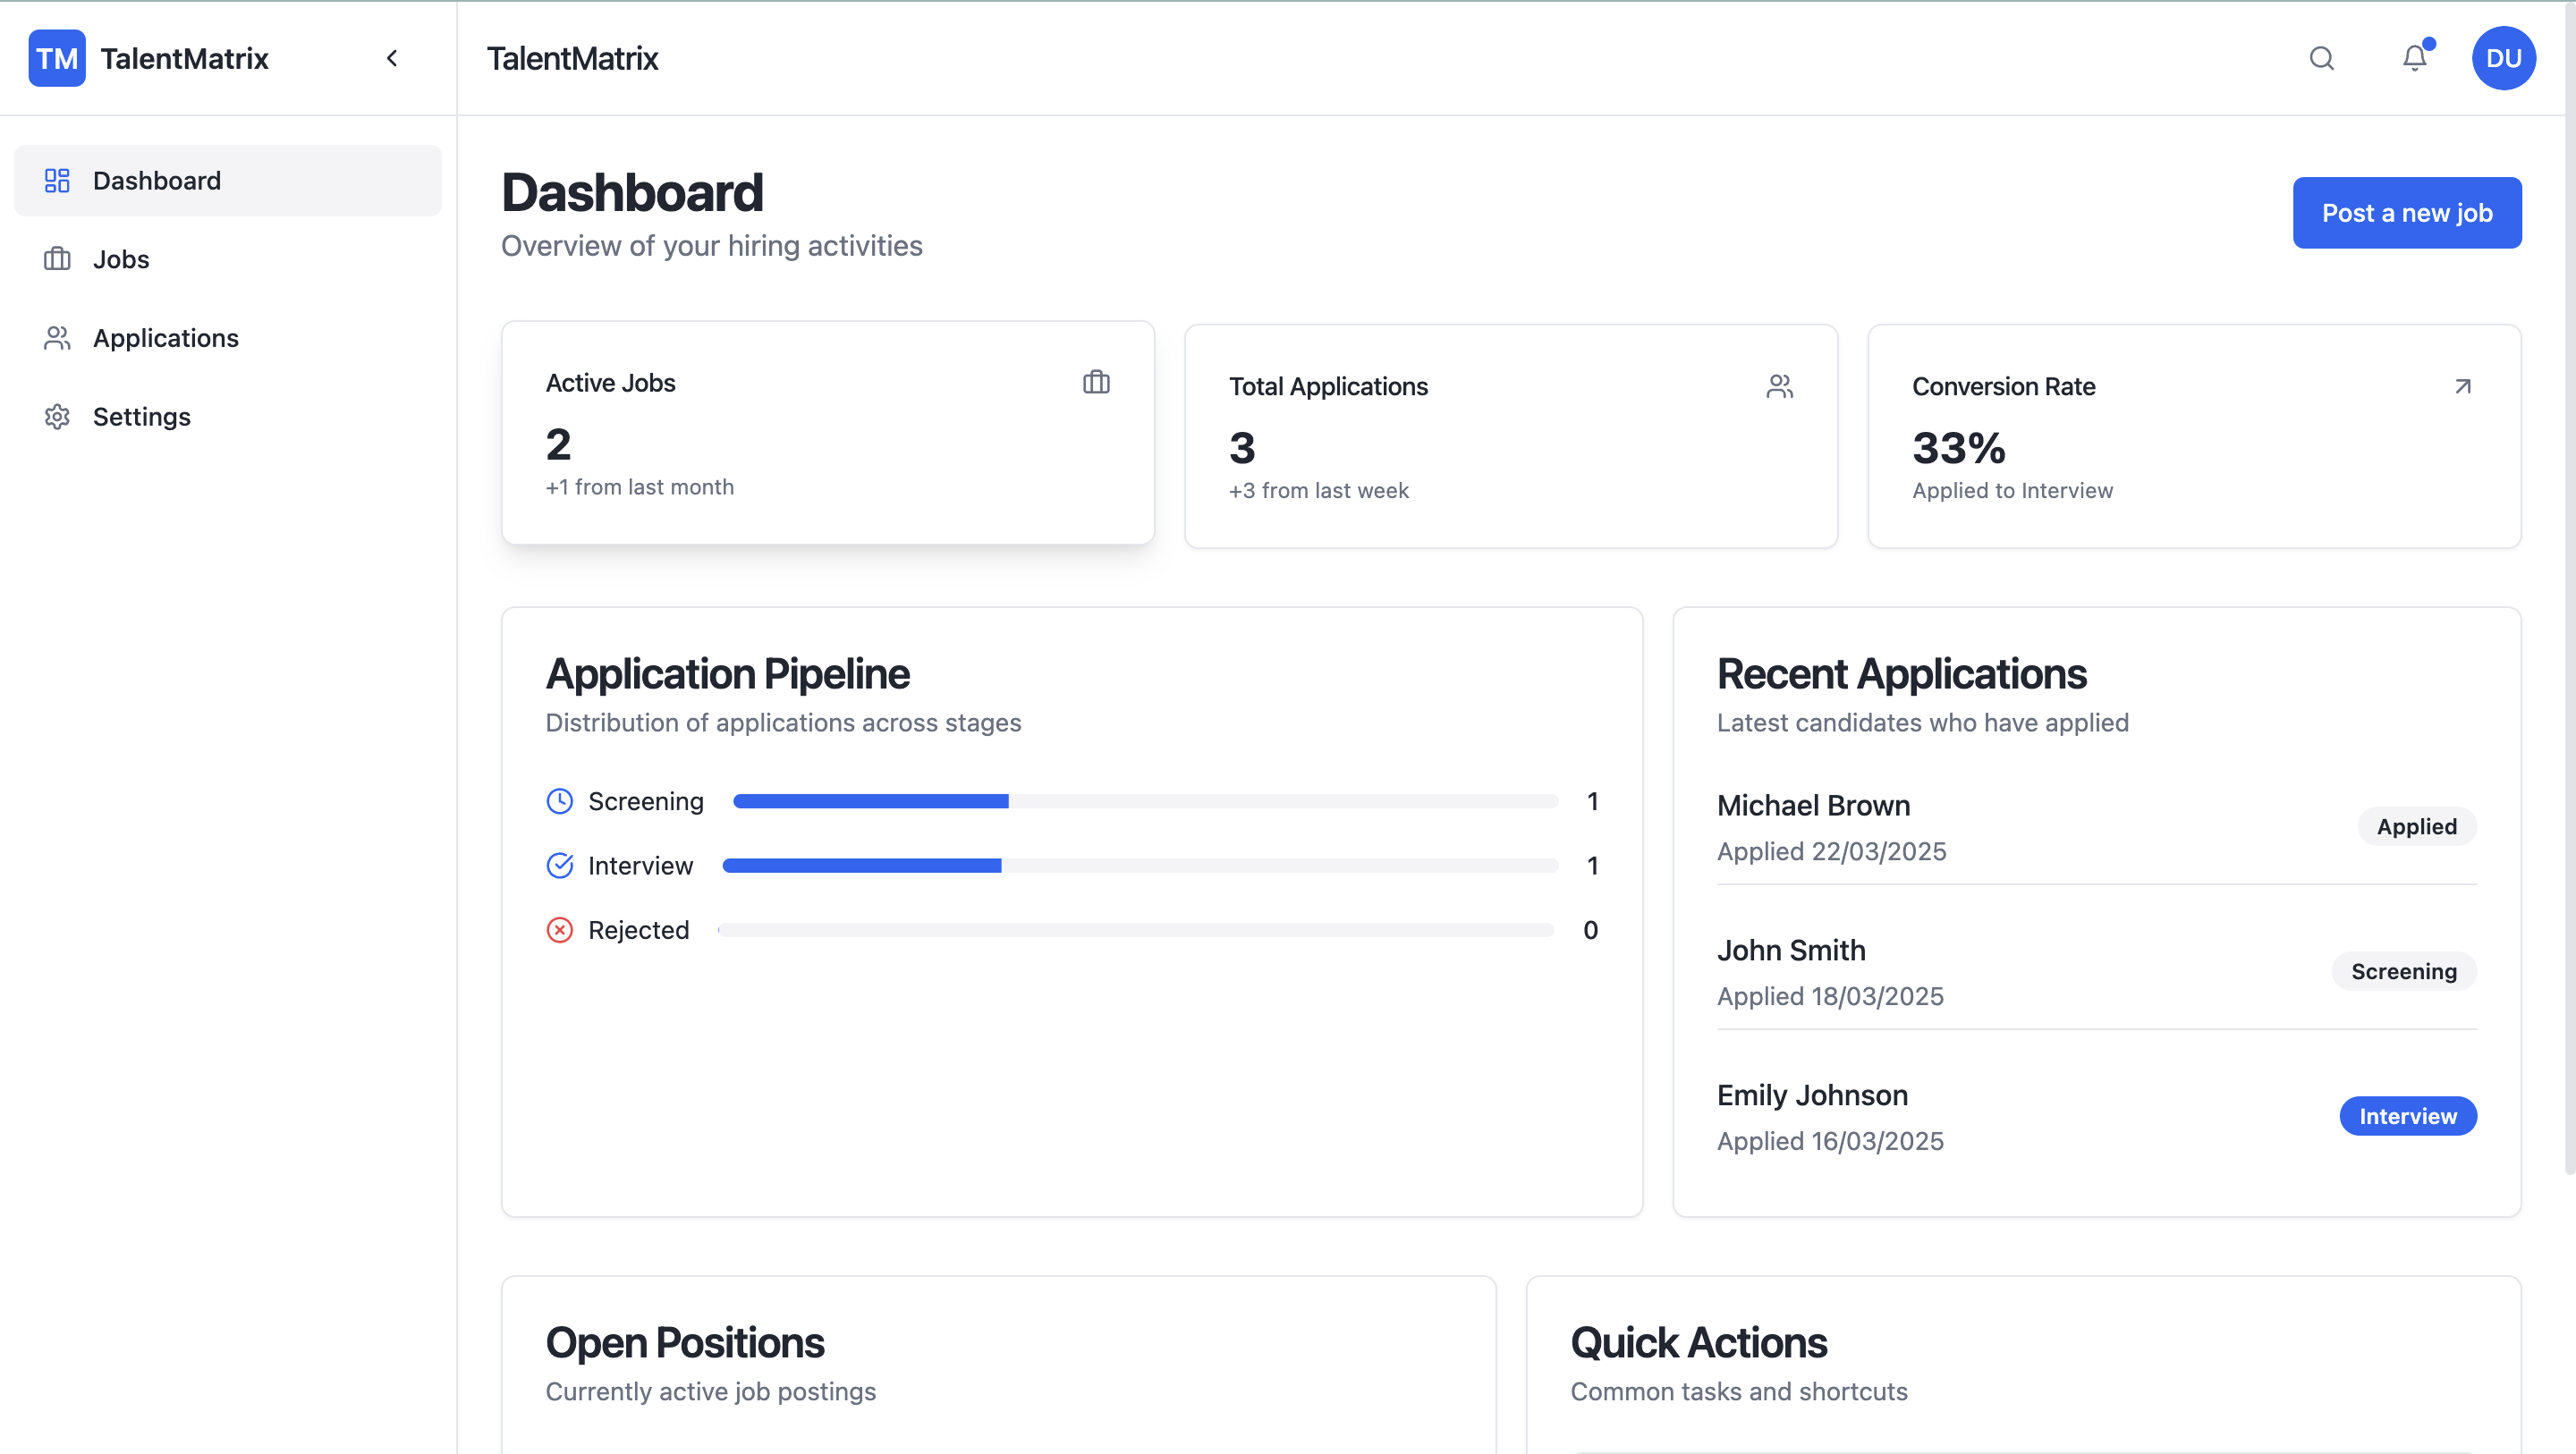 TM TalentMatrix
TalentMatrix
DU
Dashboard
Jobs
Applications
Settings
Dashboard
Overview of your hiring activities
Post a new job
Active Jobs
2
+1 from last month
Total Applications
3
+3 from last week
Conversion Rate
33%
Applied to Interview
Application Pipeline
Distribution of applications across stages
Screening 1
Interview 1
Rejected 0
Recent Applications
Latest candidates who have applied
Michael Brown
Applied 22/03/2025
Applied
John Smith
Applied 18/03/2025
Screening
Emily Johnson
Applied 16/03/2025
Interview
Open Positions
Currently active job postings
Quick Actions
Common tasks and shortcuts